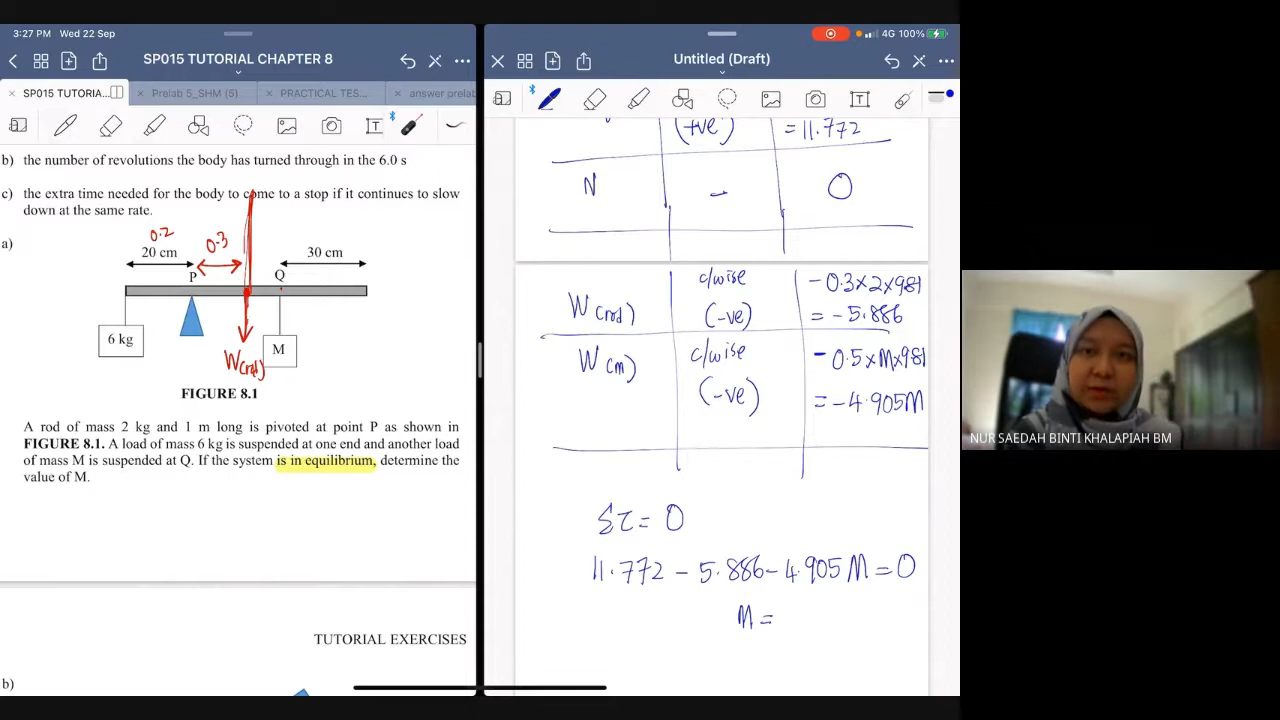 3:27 PM Wed 22 Sep
SP015 TUTORIAL CHAPTER 8
SP015 TUTORIA...
Prelab 5_SHM (5)
PRACTICAL TES...
answer prelab
b) the number of revolutions the body has turned through in the 6.0 s
c) the extra time needed for the body to come to a stop if it continues to slow
down at the same rate.
a)
0.2
0.3
20 cm
30 cm
P
Q
6 kg
M
W(rod)
FIGURE 8.1
A rod of mass 2 kg and 1 m long is pivoted at point P as shown in
FIGURE 8.1. A load of mass 6 kg is suspended at one end and another load
of mass M is suspended at Q. If the system is in equilibrium, determine the
value of M.
TUTORIAL EXERCISES
b)
4G 100%
Untitled (Draft)
(+ve)
=11.772
N - 0
W(rod) c/wise -0.3×2×9.81
(-ve) = -5.886
W(m) c/wise -0.5×M×9.81
(-ve) = -4.905M
Στ = 0
11.772 - 5.886 - 4.905M = 0
M =
NUR SAEDAH BINTI KHALAPIAH BM